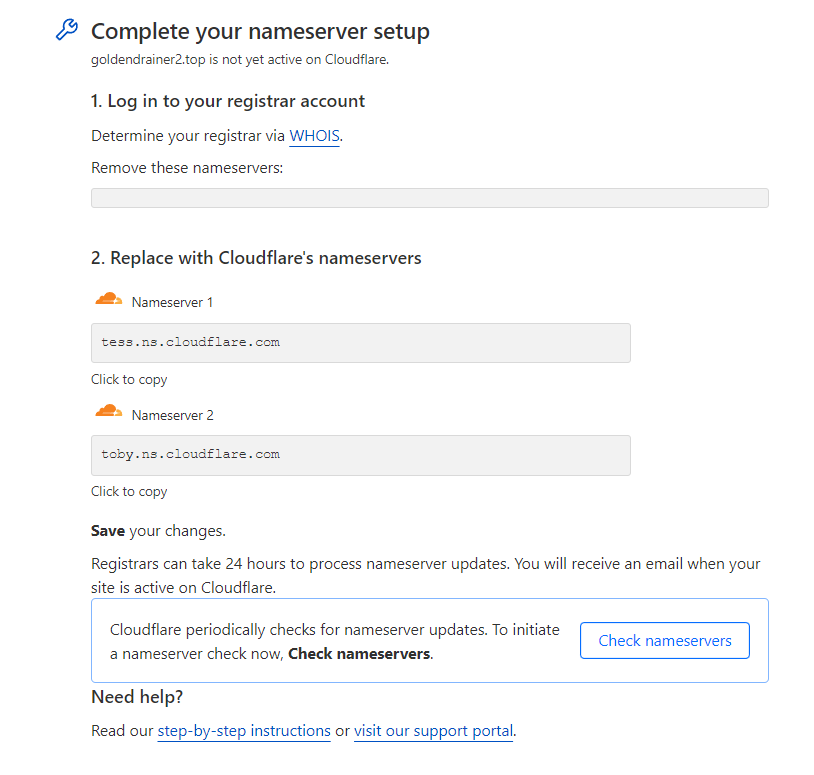 Complete your nameserver setup
goldendrainer2.top is not yet active on Cloudflare.
1. Log in to your registrar account
Determine your registrar via WHOIS.
Remove these nameservers:
2. Replace with Cloudflare's nameservers
Nameserver 1
tess.ns.cloudflare.com
Click to copy
Nameserver 2
toby.ns.cloudflare.com
Click to copy
Save your changes.
Registrars can take 24 hours to process nameserver updates. You will receive an email when your
site is active on Cloudflare.
Cloudflare periodically checks for nameserver updates. To initiate
a nameserver check now, Check nameservers.
Check nameservers
Need help?
Read our step-by-step instructions or visit our support portal.